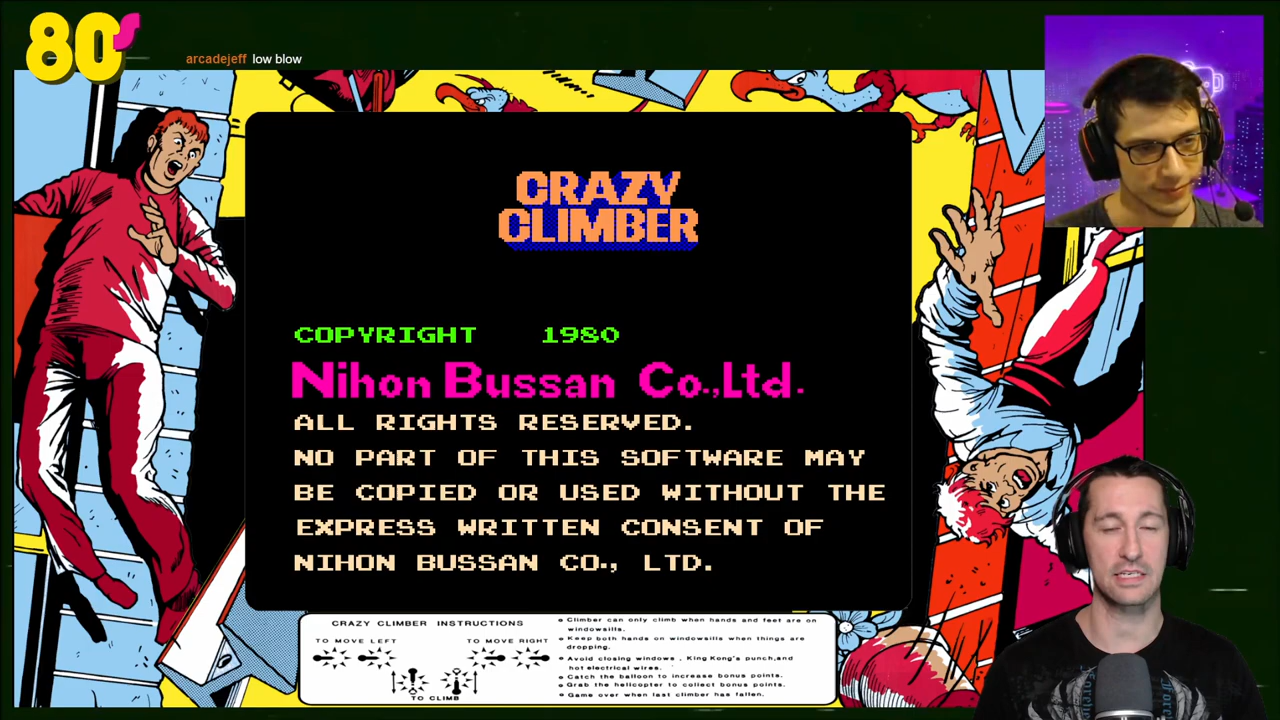 80's
arcadejeff low blow
CRAZY
CLIMBER
COPYRIGHT 1980
Nihon Bussan Co.,Ltd.
ALL RIGHTS RESERVED.
NO PART OF THIS SOFTWARE MAY
BE COPIED OR USED WITHOUT THE
EXPRESS WRITTEN CONSENT OF
NIHON BUSSAN CO., LTD.
CRAZY CLIMBER INSTRUCTIONS
TO MOVE LEFT TO MOVE RIGHT
TO CLIMB
Climber can only climb when hands and feet are on
windowsills.
Keep both hands on windowsills when things are
dropping.
Avoid closing windows, King Kong's punch, and
hot electrical wires.
Catch the balloon to increase bonus points.
Grab the helicopter to collect bonus points.
Game over when last climber has fallen.